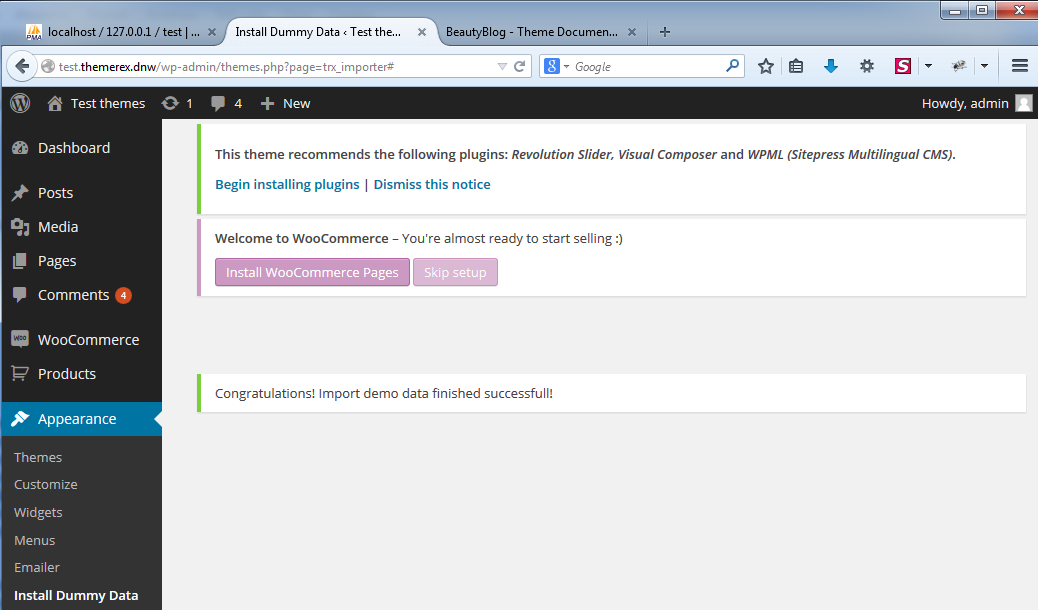 localhost / 127.0.0.1 / test | ...
Install Dummy Data ‹ Test the...
BeautyBlog - Theme Documen...
test.themerex.dnw/wp-admin/themes.php?page=trx_importer#
Google
Test themes
1
4
New
Howdy, admin
Dashboard
Posts
Media
Pages
Comments 4
WooCommerce
Products
Appearance
Themes
Customize
Widgets
Menus
Emailer
Install Dummy Data
This theme recommends the following plugins: Revolution Slider, Visual Composer and WPML (Sitepress Multilingual CMS).
Begin installing plugins | Dismiss this notice
Welcome to WooCommerce – You're almost ready to start selling :)
Install WooCommerce Pages
Skip setup
Congratulations! Import demo data finished successfull!